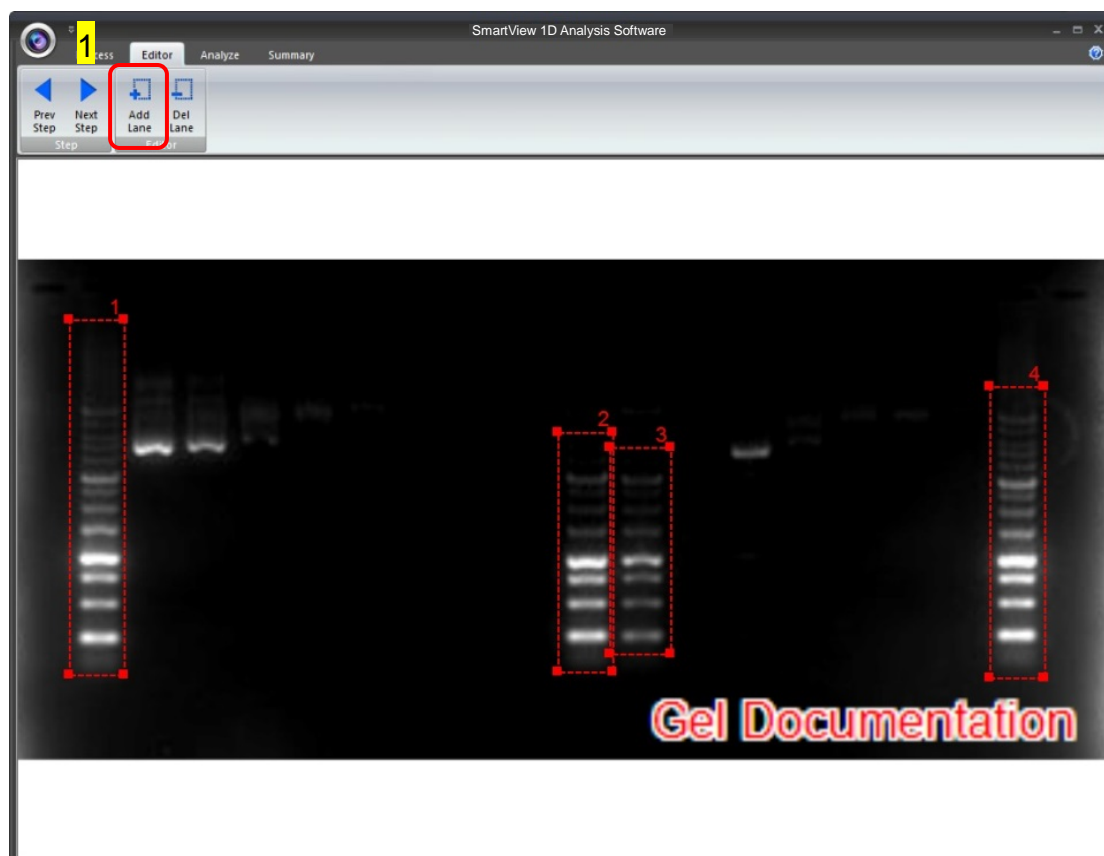 SmartView 1D Analysis Software
1
Editor
Analyze
Summary
Prev Step
Next Step
Add Lane
Del Lane
Step
1
2
3
4
Gel Documentation